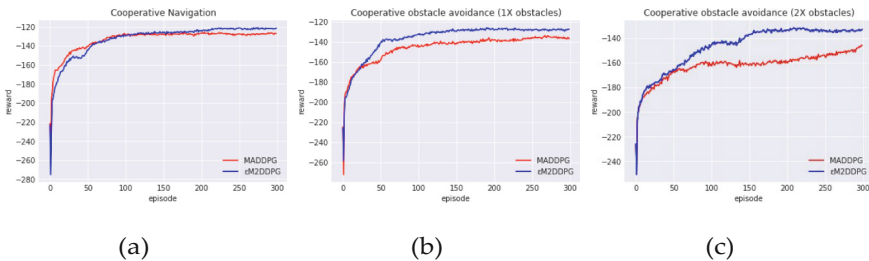 Cooperative Navigation
−120
−140
−160
−180
−200
−220
−240
−260
−280
reward
0
50
100
150
200
250
300
episode
MADDPG
εM2DDPG
(a)
Cooperative obstacle avoidance (1X obstacles)
−120
−140
−160
−180
−200
−220
−240
−260
reward
0
50
100
150
200
250
300
episode
MADDPG
εM2DDPG
(b)
Cooperative obstacle avoidance (2X obstacles)
−140
−160
−180
−200
−220
−240
reward
0
50
100
150
200
250
300
episode
MADDPG
εM2DDPG
(c)